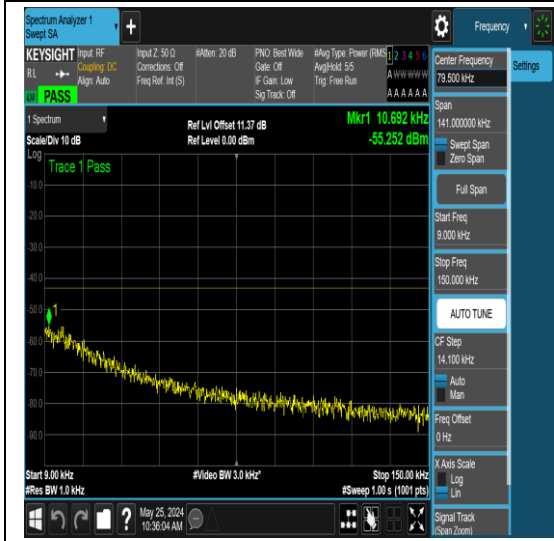 Spectrum Analyzer 1
Swept SA
+
Frequency
KEYSIGHT
RL
PASS
Input: RF
Coupling: DC
Align: Auto
Input Z: 50 Ω
Corrections: Off
Freq Ref: Int (S)
#Atten: 20 dB
PNO: Best Wide
Gate: Off
IF Gain: Low
Sig Track: Off
#Avg Type: Power (RMS
Avg|Hold: 5/5
Trig: Free Run
1 2 3 4 5 6
A W W W W W
A A A A A A
Center Frequency
79.500 kHz
Settings
Span
141.000000 kHz
Swept Span
Zero Span
Full Span
Start Freq
9.000 kHz
Stop Freq
150.000 kHz
AUTO TUNE
CF Step
14.100 kHz
Auto
Man
Freq Offset
0 Hz
X Axis Scale
Log
Lin
Signal Track
(Span Zoom)
1 Spectrum
Scale/Div 10 dB
Log
Ref Lvl Offset 11.37 dB
Ref Level 0.00 dBm
Mkr1 10.692 kHz
-55.252 dBm
Trace 1 Pass
-10.0
-20.0
-30.0
-40.0
-50.0
1
-60.0
-70.0
-80.0
-90.0
Start 9.00 kHz
#Res BW 1.0 kHz
#Video BW 3.0 kHz*
Stop 150.00 kHz
#Sweep 1.00 s (1001 pts)
?
May 25, 2024
10:36:04 AM